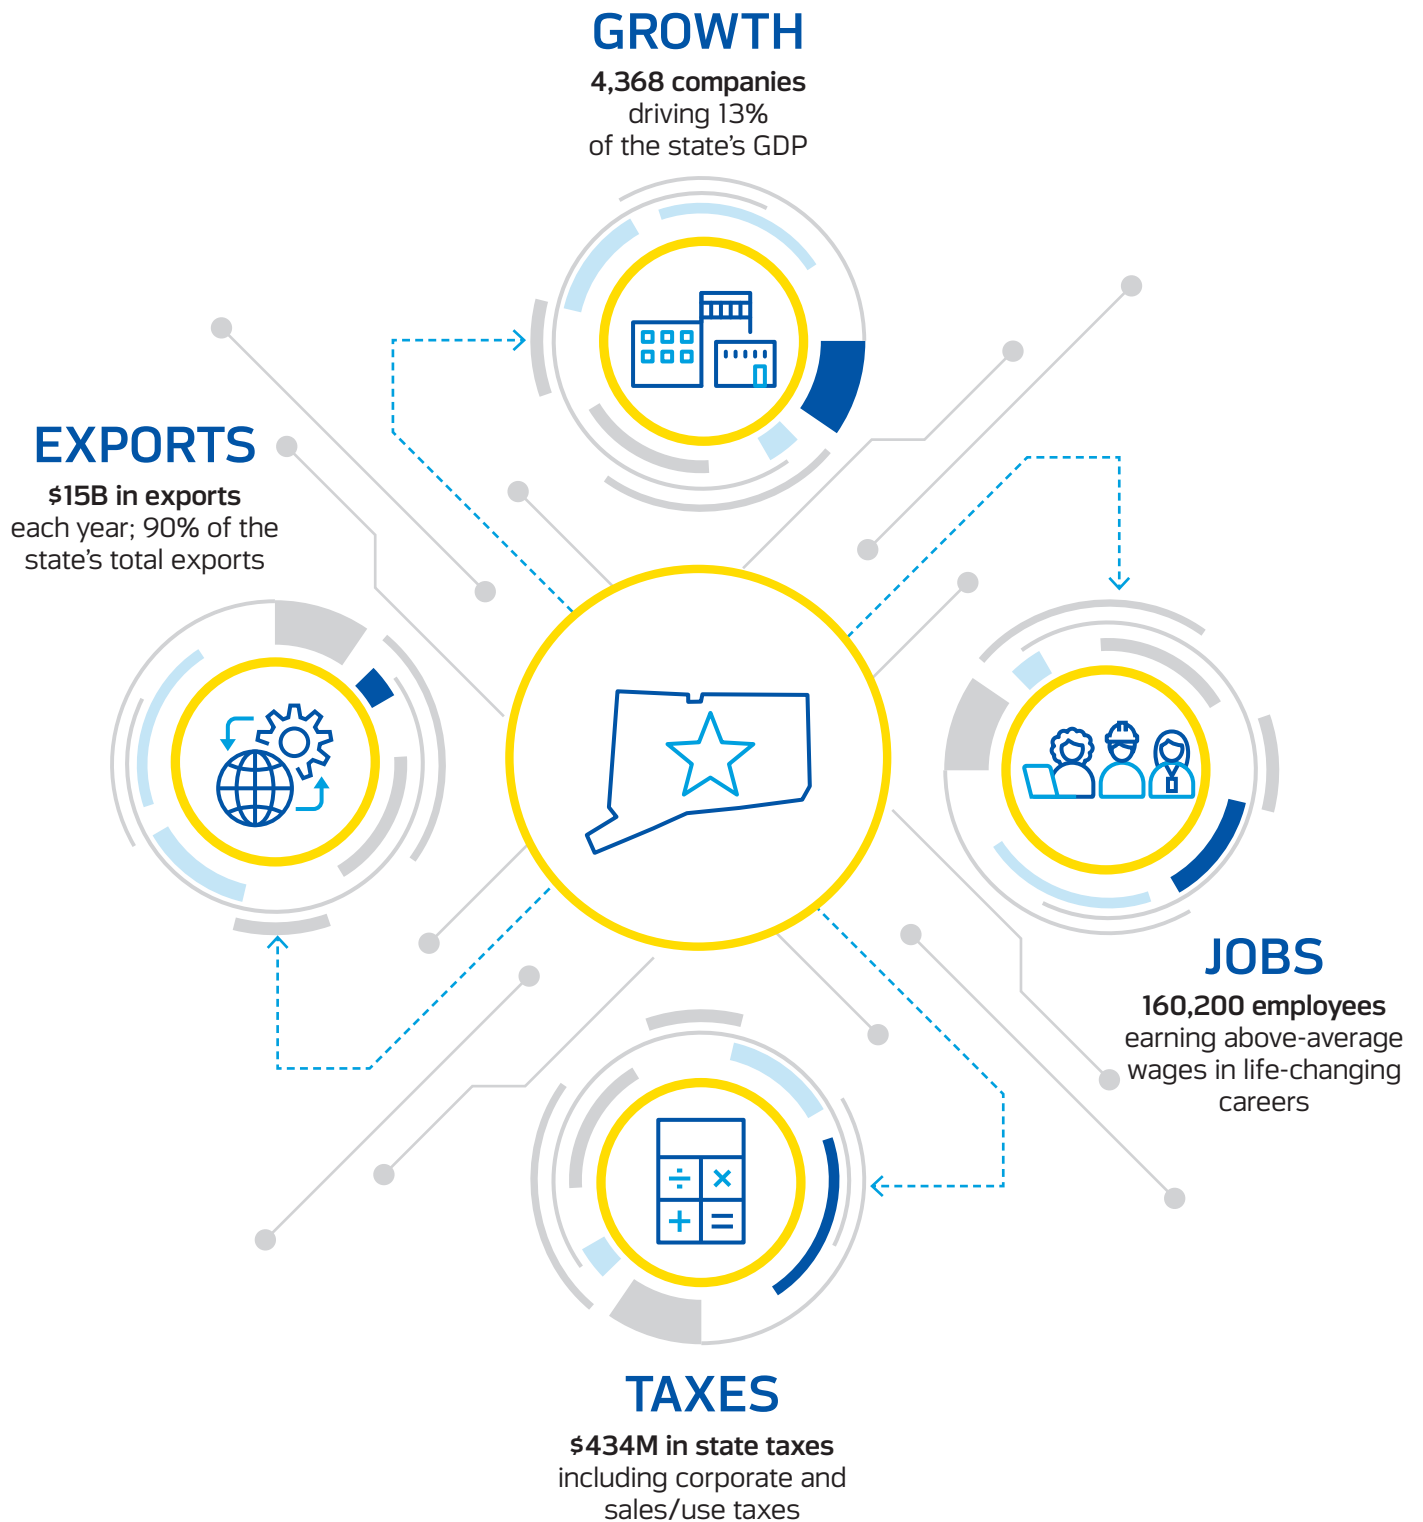 GROWTH
4,368 companies
driving 13%
of the state's GDP
EXPORTS
$15B in exports
each year; 90% of the
state's total exports
JOBS
160,200 employees
earning above-average
wages in life-changing
careers
TAXES
$434M in state taxes
including corporate and
sales/use taxes